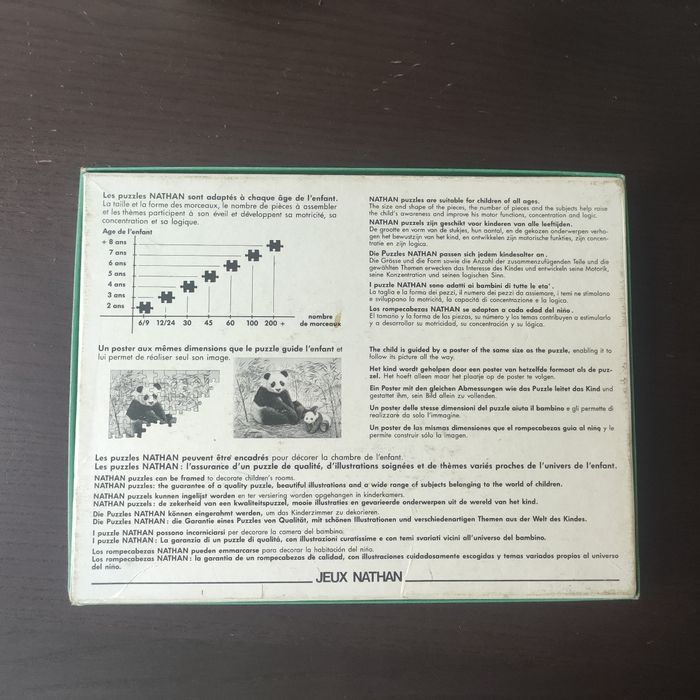 Les puzzles NATHAN sont adaptés à chaque âge de l'enfant.
La taille et la forme des morceaux, le nombre de pièces à assembler
et les thèmes participent à son éveil et développent sa motricité, sa
concentration et sa logique.
Age de l'enfant
+ 8 ans
7 ans
6 ans
5 ans
4 ans
3 ans
2 ans
6/9 12/24 30 45 60 100 200 +
nombre
de morceaux
NATHAN puzzles are suitable for children of all ages.
The size and shape of the pieces, the number of pieces and the subjects help raise
the child's awareness and improve his motor functions, concentration and logic.
NATHAN puzzels zijn geschikt voor kinderen van alle leeftijden.
De grootte en vorm van de stukjes, hun aantal, en de gekozen onderwerpen verho-
gen het bewustzijn van het kind, en ontwikkelen zijn motorische funkties, zijn concen-
tratie en zijn logica.
Die Puzzles NATHAN passen sich jedem kindesalter an.
Die Grösse und die Form sowie die Anzahl der zusammenzufügenden Teile und die
gewählten Themen erwecken das Interesse des Kindes und entwickeln seine Motorik,
seine Konzentration und seinen logischen Sinn.
I puzzle NATHAN sono adatti ai bambini di tutte le eta'.
La taglia e la forma dei pezzi, il numero dei pezzi da assiemare, i temi ne stimolano
e sviluppano la motricità, la capacità di concentrazione e la logica.
Los rompecabezas NATHAN se adaptan a cada edad del niño.
El tamano y la forma de las piezas, su número y los temas contribuyen a estimularlo
y a desarrollar su motricidad, su concentración y su lógica.
Un poster aux mêmes dimensions que le puzzle guide l'enfant et
lui permet de réaliser seul son image.
The child is guided by a poster of the same size as the puzzle, enabling it to
follow its picture all the way.
Het kind wordt geholpen door een poster van hetzelfde formaat als de puz-
zel. Het hoeft alleen maar het plaatje op de poster te volgen.
Ein Poster mit den gleichen Abmessungen wie das Puzzle leitet das Kind und
gestattet ihm, sein Bild allein zu vollenden.
Un poster delle stesse dimensioni del puzzle aiuta il bambino e gli permette di
realizzare da solo l'immagine.
Un poster de las mismas dimensiones que el rompecabezas guia al nino y le
permite construir sólo la imagen.
Les puzzles NATHAN peuvent être encadrés pour décorer la chambre de l'enfant.
Les puzzles NATHAN : l'assurance d'un puzzle de qualité, d'illustrations soignées et de thèmes variés proches de l'univers de l'enfant.
NATHAN puzzles can be framed to decorate children's rooms.
NATHAN puzzles: the guarantee of a quality puzzle, beautiful illustrations and a wide range of subjects belonging to the world of children.
NATHAN puzzels kunnen ingelijst worden en ter versiering worden opgehangen in kinderkamers.
NATHAN puzzels : de zekerheid van een kwaliteitspuzzel, mooie illustraties en gevarieerde onderwerpen uit de wereld van het kind.
Die Puzzles NATHAN können eingerahmt werden, um das Kinderzimmer zu dekorieren.
Die Puzzles NATHAN : die Garantie eines Puzzles von Qualität, mit schönen Illustrationen und verschiedenartigen Themen aus der Welt des Kindes.
I puzzle NATHAN possono incorniciarsi per decorare la camera del bambino.
I puzzle NATHAN: La garanzia di un puzzle di qualità, con illustrazioni curatissime e con temi svariati vicini all'universo del bambino.
Los rompecabezas NATHAN pueden enmarcarse para decorar la habitación del niño.
Los rompecabezas NATHAN : la garantia de un rompecabezas de calidad, con illustraciones cuidadosamente escogidas y temas variados propios al universo
del niño.
JEUX NATHAN